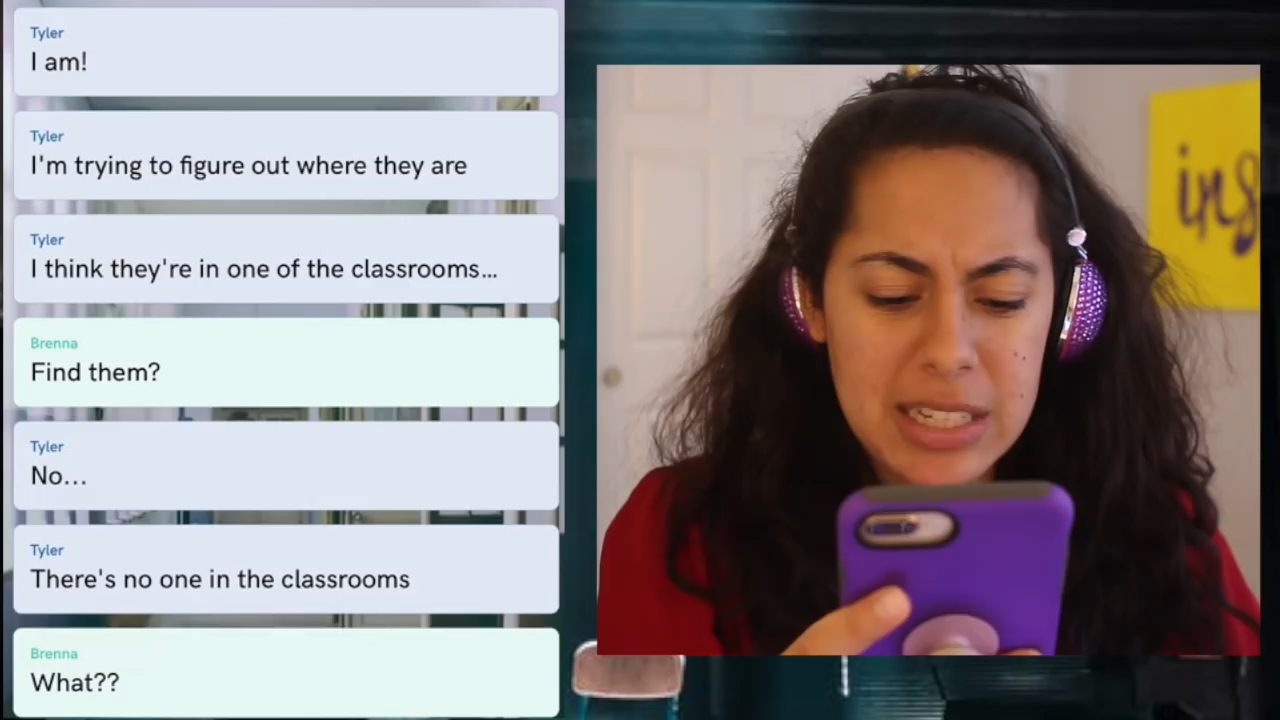 Tyler
I am!
Tyler
I'm trying to figure out where they are
Tyler
I think they're in one of the classrooms...
Brenna
Find them?
Tyler
No...
Tyler
There's no one in the classrooms
Brenna
What??
ins